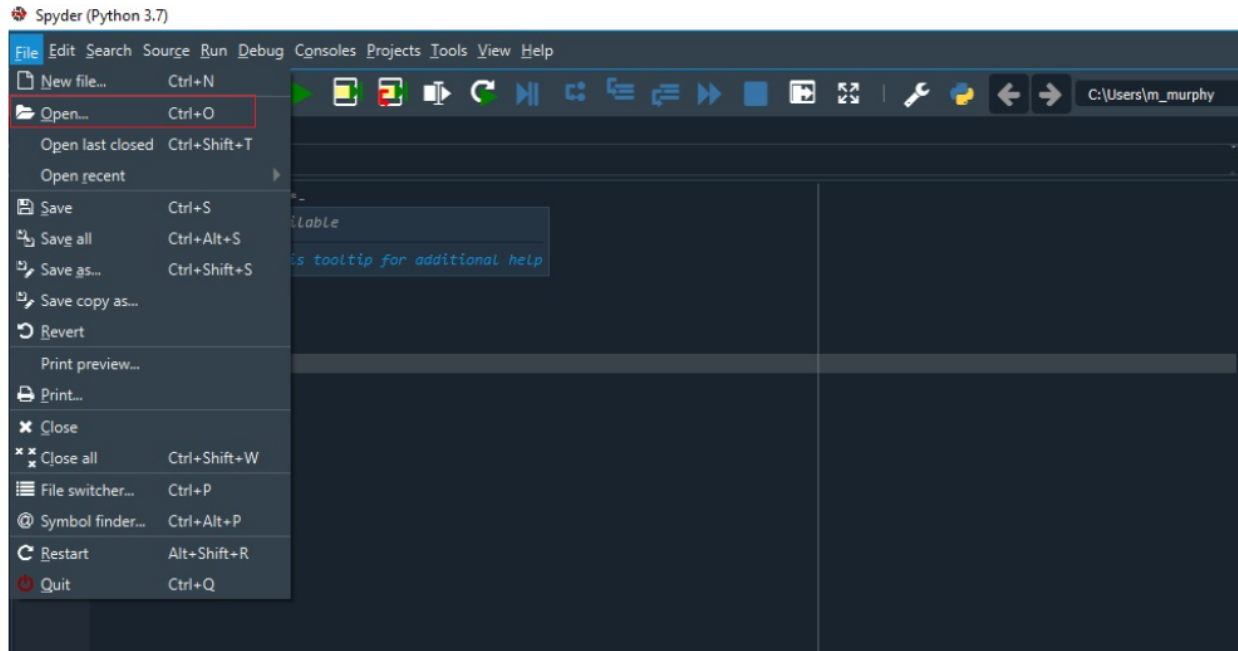 Spyder (Python 3.7)
File Edit Search Source Run Debug Consoles Projects Tools View Help
New file... Ctrl+N
C:\Users\m_murphy
Open... Ctrl+O
Open last closed Ctrl+Shift+T
Open recent
Save Ctrl+S
ilable
Save all Ctrl+Alt+S
is tooltip for additional help
Save as... Ctrl+Shift+S
Save copy as...
Revert
Print preview...
Print...
Close
Close all Ctrl+Shift+W
File switcher... Ctrl+P
@ Symbol finder... Ctrl+Alt+P
Restart Alt+Shift+R
Quit Ctrl+Q